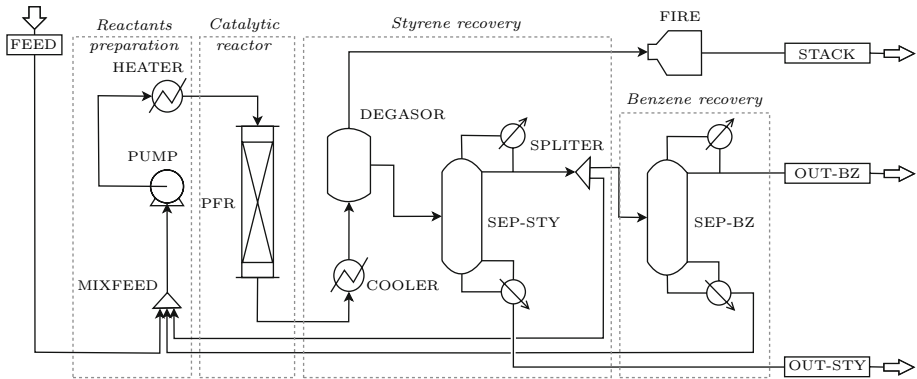 FEED
Reactants
preparation
Catalytic
reactor
Styrene recovery
FIRE
STACK
HEATER
DEGASOR
Benzene recovery
PUMP
SPLITER
OUT-BZ
PFR
SEP-STY
SEP-BZ
MIXFEED
COOLER
OUT-STY